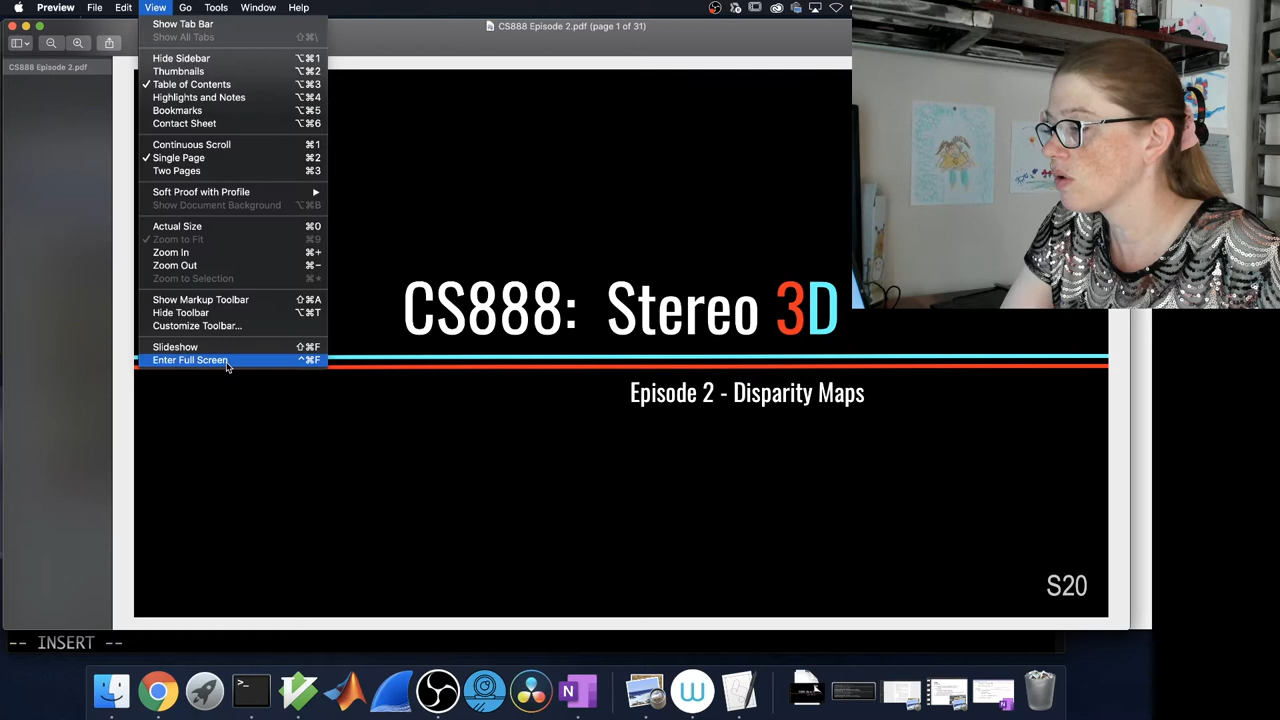 Preview File Edit View Go Tools Window Help
CS888 Episode 2.pdf (page 1 of 31)
CS888 Episode 2.pdf
Show Tab Bar
Show All Tabs ⇧⌘\
Hide Sidebar ⌥⌘1
Thumbnails ⌥⌘2
✓ Table of Contents ⌥⌘3
Highlights and Notes ⌥⌘4
Bookmarks ⌥⌘5
Contact Sheet ⌥⌘6
Continuous Scroll ⌘1
✓ Single Page ⌘2
Two Pages ⌘3
Soft Proof with Profile ▶
Show Document Background ⌥⌘B
Actual Size ⌘0
✓ Zoom to Fit ⌘9
Zoom In ⌘+
Zoom Out ⌘−
Zoom to Selection ⌘*
Show Markup Toolbar ⇧⌘A
Hide Toolbar ⌥⌘T
Customize Toolbar...
Slideshow ⇧⌘F
Enter Full Screen ^⌘F
CS888: Stereo 3D
Episode 2 - Disparity Maps
S20
-- INSERT --